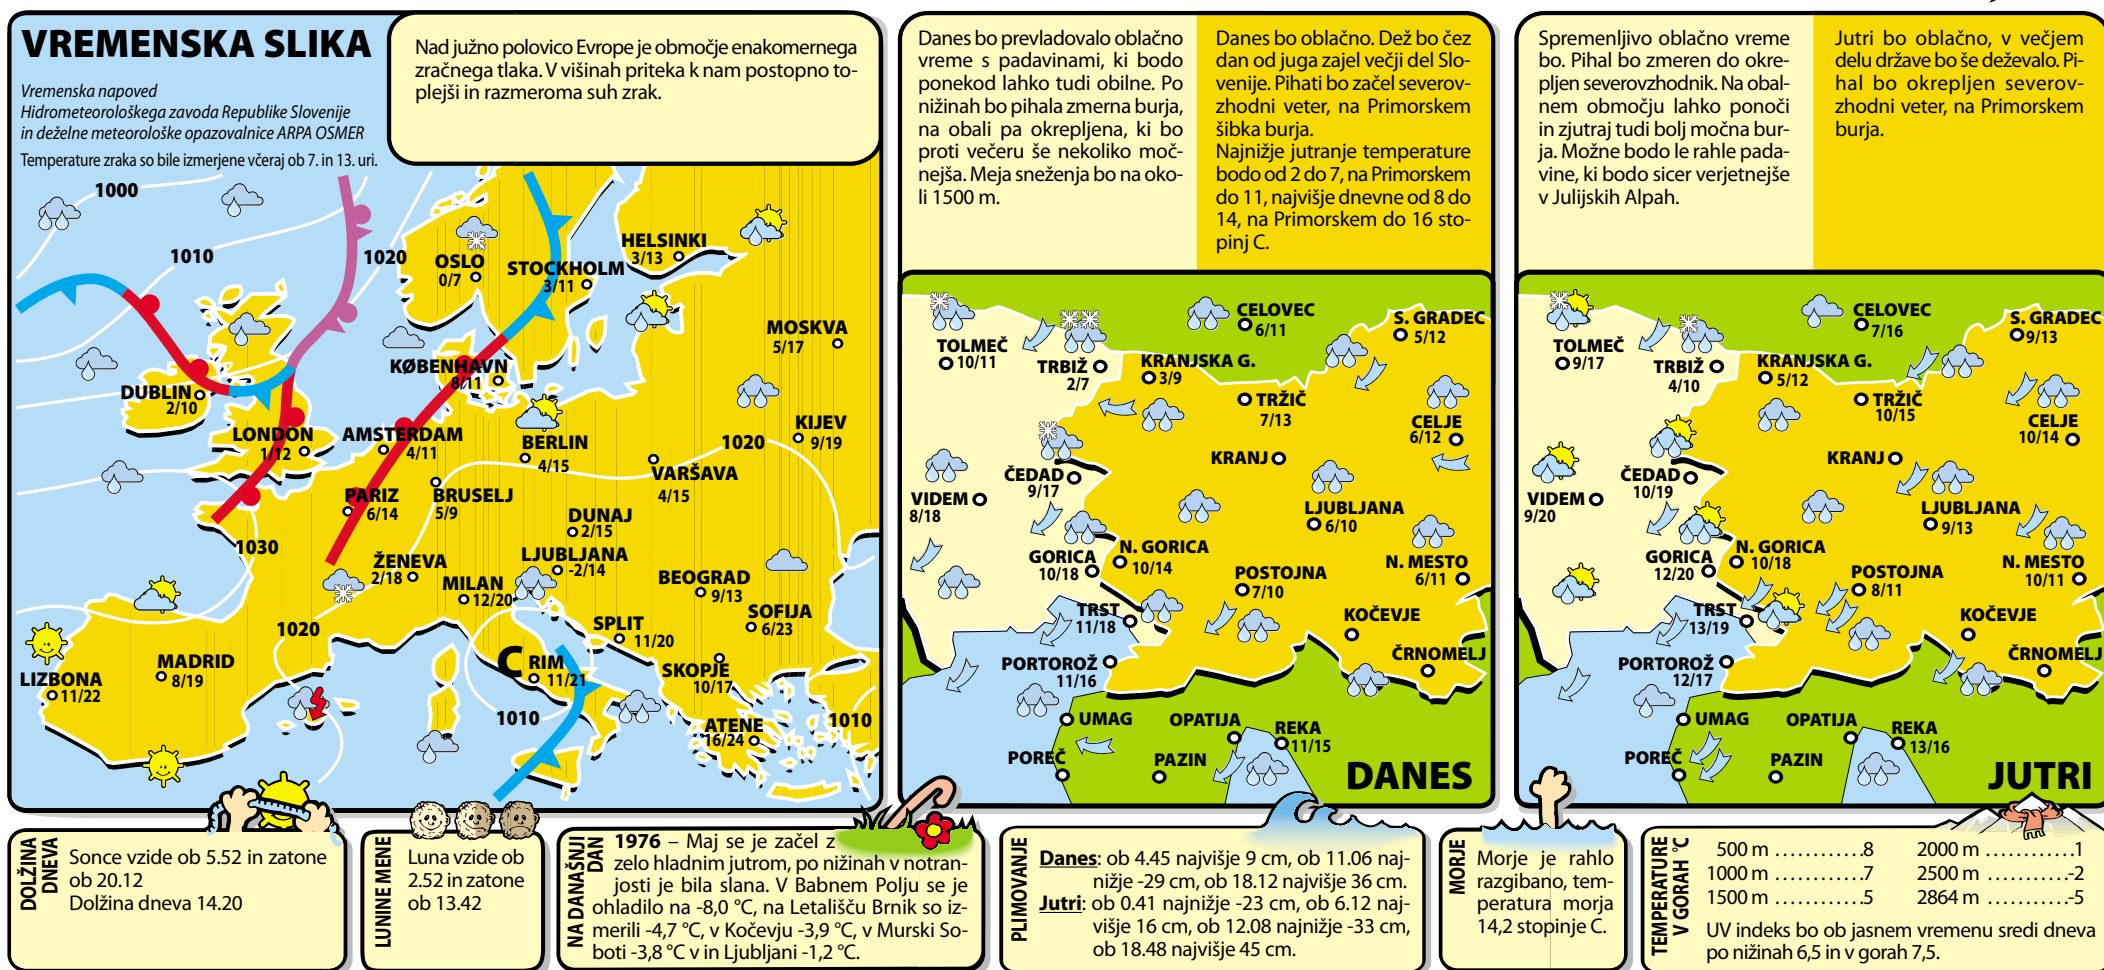 VREMENSKA SLIKA
Vremenska napoved
Hidrometeorološkega zavoda Republike Slovenije
in deželne meteorološke opazovalnice ARPA OSMER
Temperature zraka so bile izmerjene včeraj ob 7. in 13. uri.
Nad južno polovico Evrope je območje enakomernega
zračnega tlaka. V višinah priteka k nam postopno to-
plejši in razmeroma suh zrak.
1000
1010
1020
HELSINKI
3/13
OSLO
0/7
STOCKHOLM
3/11
MOSKVA
5/17
KØBENHAVN
8/11
DUBLIN
2/10
KIJEV
9/19
LONDON
1/12
AMSTERDAM
4/11
BERLIN
4/15
1020
VARŠAVA
4/15
PARIZ
6/14
BRUSELJ
5/9
DUNAJ
2/15
1030
ŽENEVA
2/18
LJUBLJANA
-2/14
MILAN
12/20
BEOGRAD
9/13
SOFIJA
6/23
1020
SPLIT
11/20
C
RIM
11/21
SKOPJE
10/17
MADRID
8/19
LIZBONA
11/22
1010
ATENE
16/24
1010
Danes bo prevladovalo oblačno
vreme s padavinami, ki bodo
ponekod lahko tudi obilne. Po
nižinah bo pihala zmerna burja,
na obali pa okrepljena, ki bo
proti večeru še nekoliko moč-
nejša. Meja sneženja bo na oko-
li 1500 m.
Danes bo oblačno. Dež bo čez
dan od juga zajel večji del Slo-
venije. Pihati bo začel severov-
zhodni veter, na Primorskem
šibka burja.
Najnižje jutranje temperature
bodo od 2 do 7, na Primorskem
do 11, najvišje dnevne od 8 do
14, na Primorskem do 16 sto-
pinj C.
CELOVEC
6/11
S. GRADEC
5/12
TOLMEČ
10/11
TRBIŽ
2/7
KRANJSKA G.
3/9
TRŽIČ
7/13
CELJE
6/12
KRANJ
ČEDAD
9/17
VIDEM
8/18
LJUBLJANA
6/10
GORICA
10/18
N. GORICA
10/14
N. MESTO
6/11
POSTOJNA
7/10
TRST
11/18
KOČEVJE
PORTOROŽ
11/16
ČRNOMELJ
UMAG
OPATIJA
REKA
11/15
POREČ
PAZIN
DANES
Spremenljivo oblačno vreme
bo. Pihal bo zmeren do okre-
pljen severovzhodnik. Na obal-
nem območju lahko ponoči
in zjutraj tudi bolj močna bur-
ja. Možne bodo le rahle pada-
vine, ki bodo sicer verjetnejše
v Julijskih Alpah.
Jutri bo oblačno, v večjem
delu države bo še deževalo. Pi-
hal bo okrepljen severov-
zhodni veter, na Primorskem
burja.
CELOVEC
7/16
S. GRADEC
9/13
TOLMEČ
9/17
TRBIŽ
4/10
KRANJSKA G.
5/12
TRŽIČ
10/15
CELJE
10/14
KRANJ
ČEDAD
10/19
VIDEM
9/20
LJUBLJANA
9/13
GORICA
12/20
N. GORICA
10/18
N. MESTO
10/11
POSTOJNA
8/11
TRST
13/19
KOČEVJE
PORTOROŽ
12/17
ČRNOMELJ
UMAG
OPATIJA
REKA
13/16
POREČ
PAZIN
JUTRI
DOLŽINA
DNEVA
Sonce vzide ob 5.52 in zatone
ob 20.12
Dolžina dneva 14.20
LUNINE MENE
Luna vzide ob
2.52 in zatone
ob 13.42
NA DANAŠNJI
DAN
1976 – Maj se je začel z
zelo hladnim jutrom, po nižinah v notran-
josti je bila slana. V Babnem Polju se je
ohladilo na -8,0 °C, na Letališču Brnik so iz-
merili -4,7 °C, v Kočevju -3,9 °C, v Murski So-
boti -3,8 °C v in Ljubljani -1,2 °C.
PLIMOVANJE
Danes: ob 4.45 najvišje 9 cm, ob 11.06 naj-
nižje -29 cm, ob 18.12 najvišje 36 cm.
Jutri: ob 0.41 najnižje -23 cm, ob 6.12 naj-
višje 16 cm, ob 12.08 najnižje -33 cm,
ob 18.48 najvišje 45 cm.
MORJE
Morje je rahlo
razgibano, tem-
peratura morja
14,2 stopinje C.
TEMPERATURE
V GORAH °C
500 m ...........8
1000 m ...........7
1500 m ...........5
2000 m ...........1
2500 m ...........-2
2864 m ...........-5
UV indeks bo ob jasnem vremenu sredi dneva
po nižinah 6,5 in v gorah 7,5.